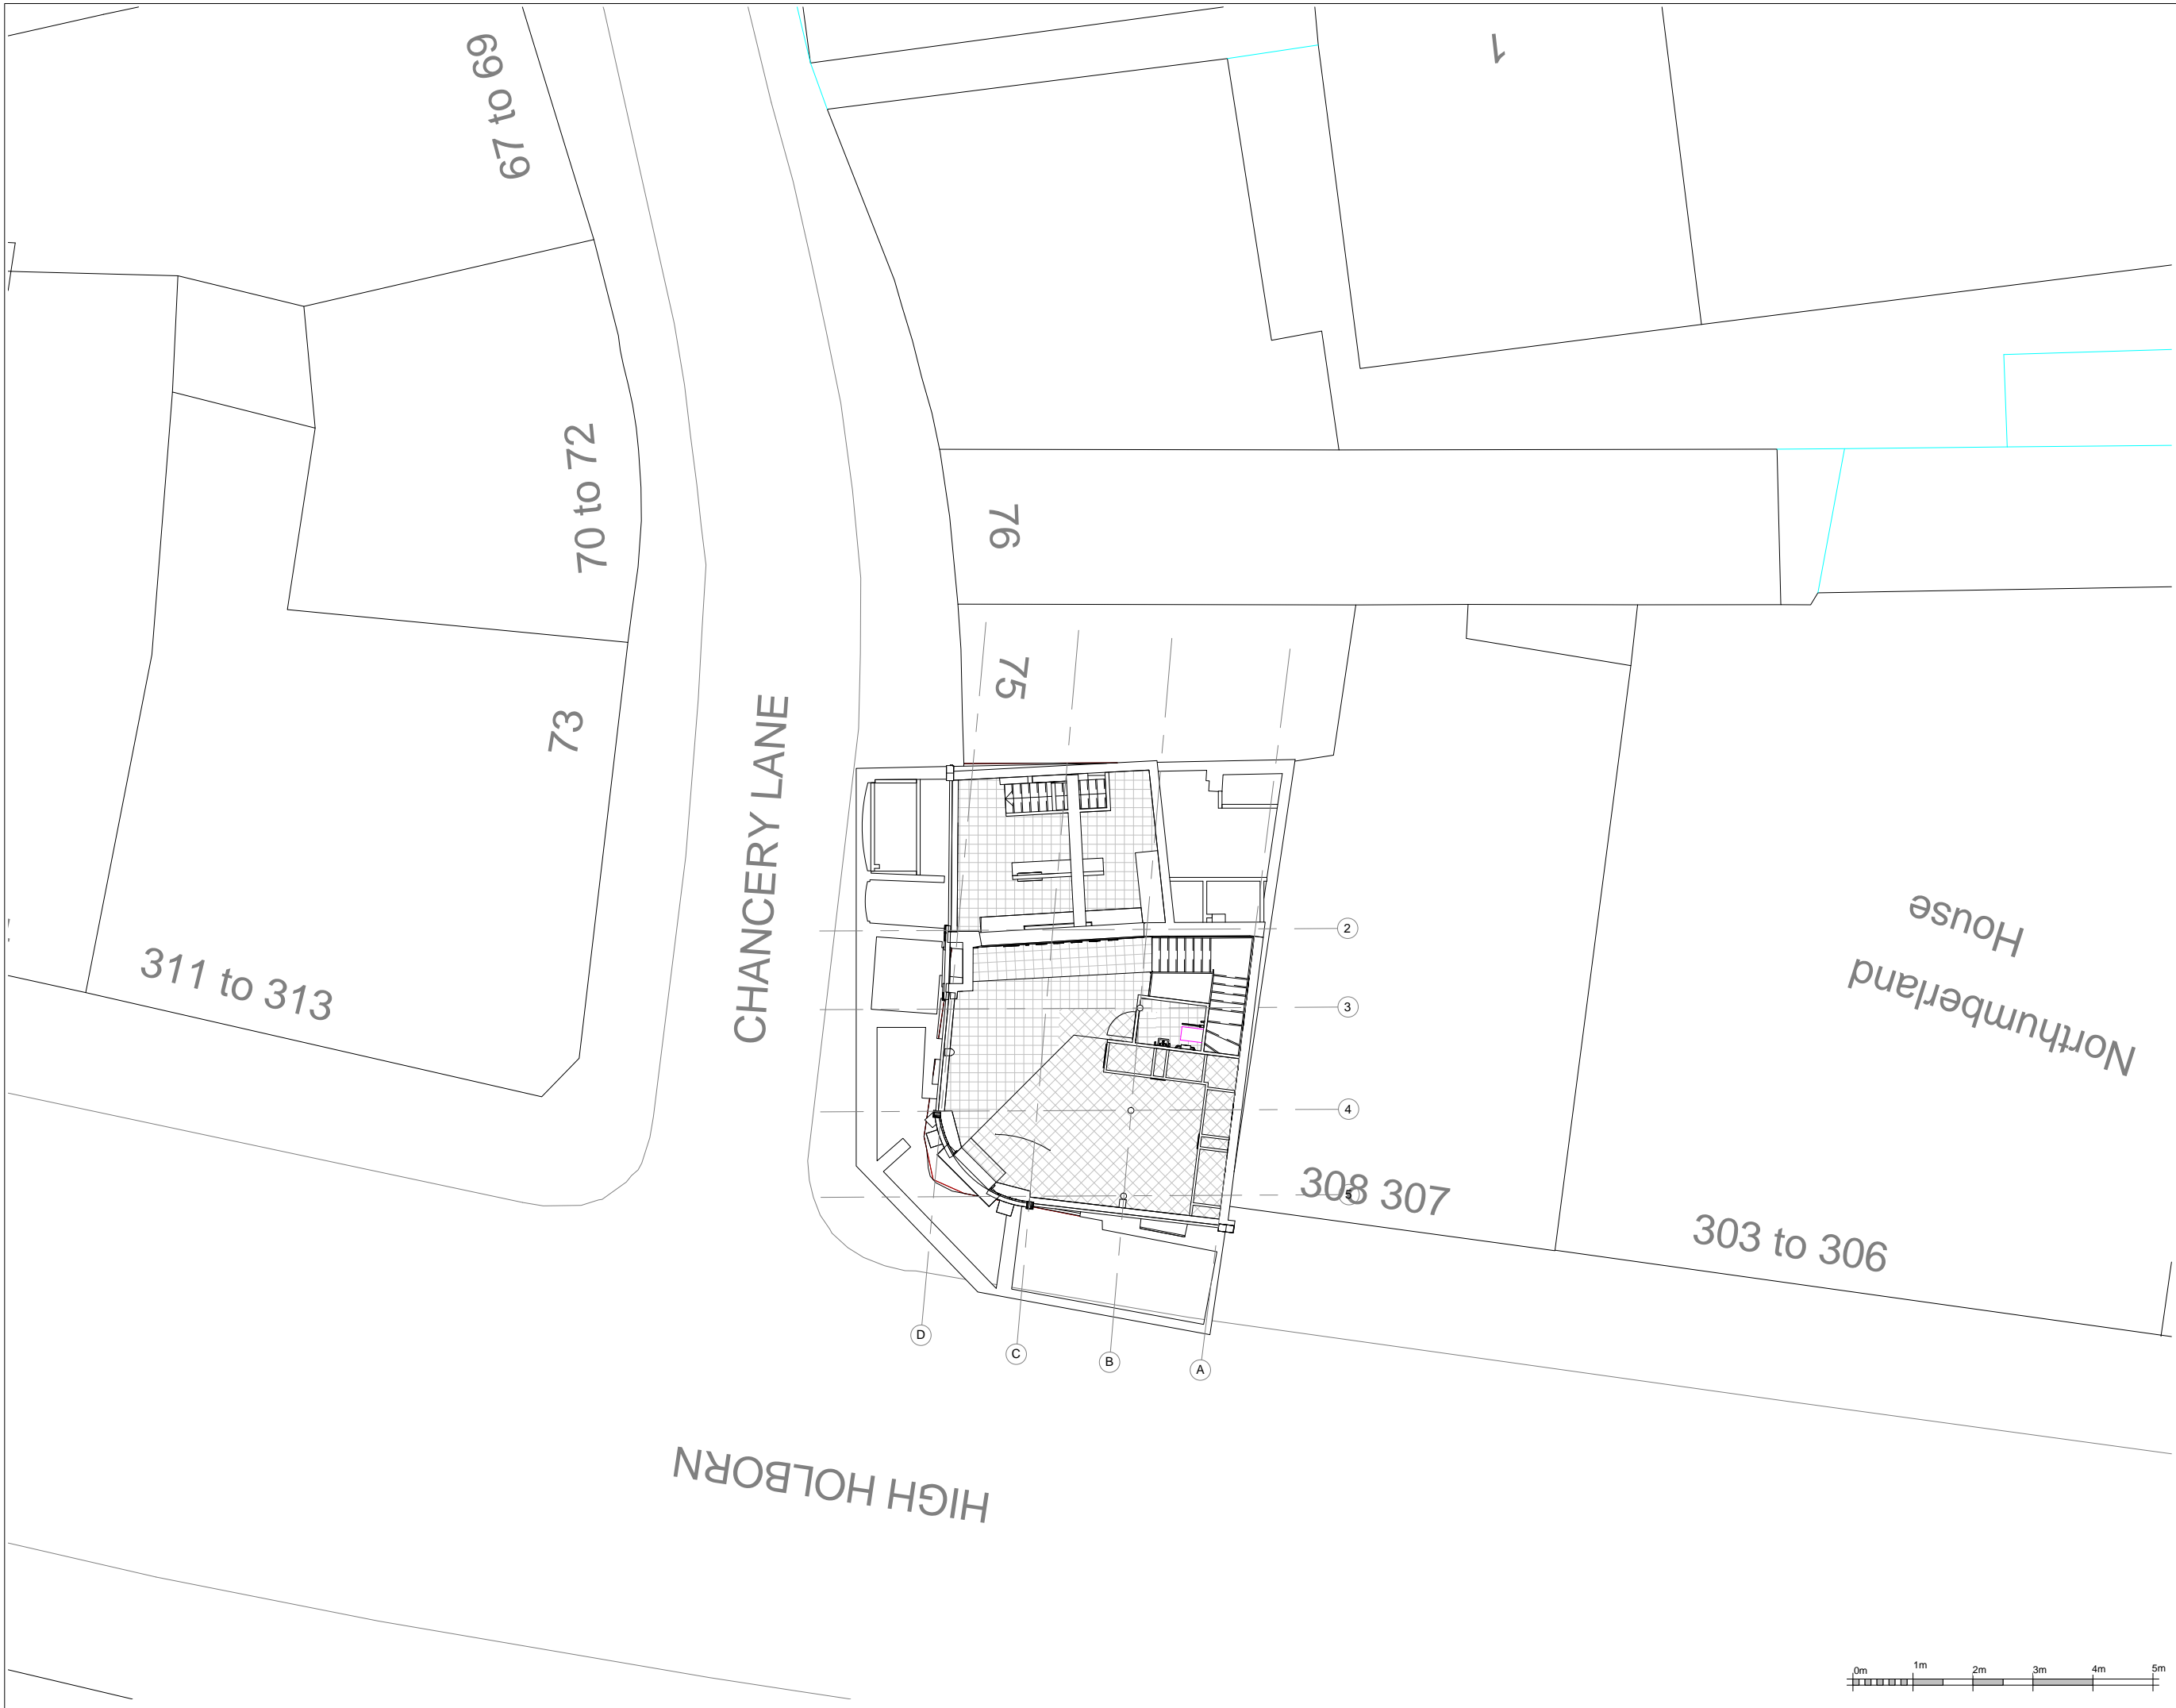 67 to 69
1
70 to 72
76
75
73
CHANCERY LANE
House
Northumberland
311 to 313
2
3
4
5
308 307
303 to 306
D
C
B
A
HIGH HOLBORN
0m 1m 2m 3m 4m 5m